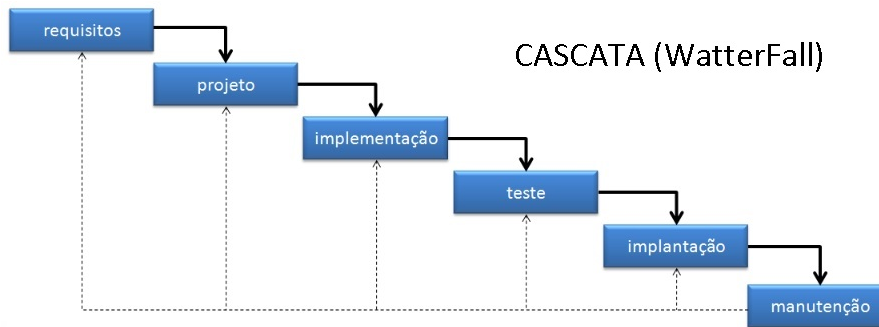 requisitos
CASCATA (WatterFall)
projeto
implementação
teste
implantação
manutenção